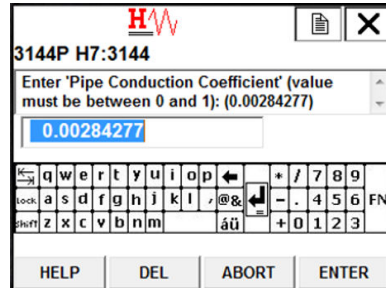 H
3144P H7:3144
Enter 'Pipe Conduction Coefficient' (value
must be between 0 and 1): (0.00284277)
0.00284277
q w e r t y u i o p * / 7 8 9
lock a s d f g h j k l , @& - . 4 5 6 FN
shift z x c v b n m áü + 0 1 2 3
HELP DEL ABORT ENTER